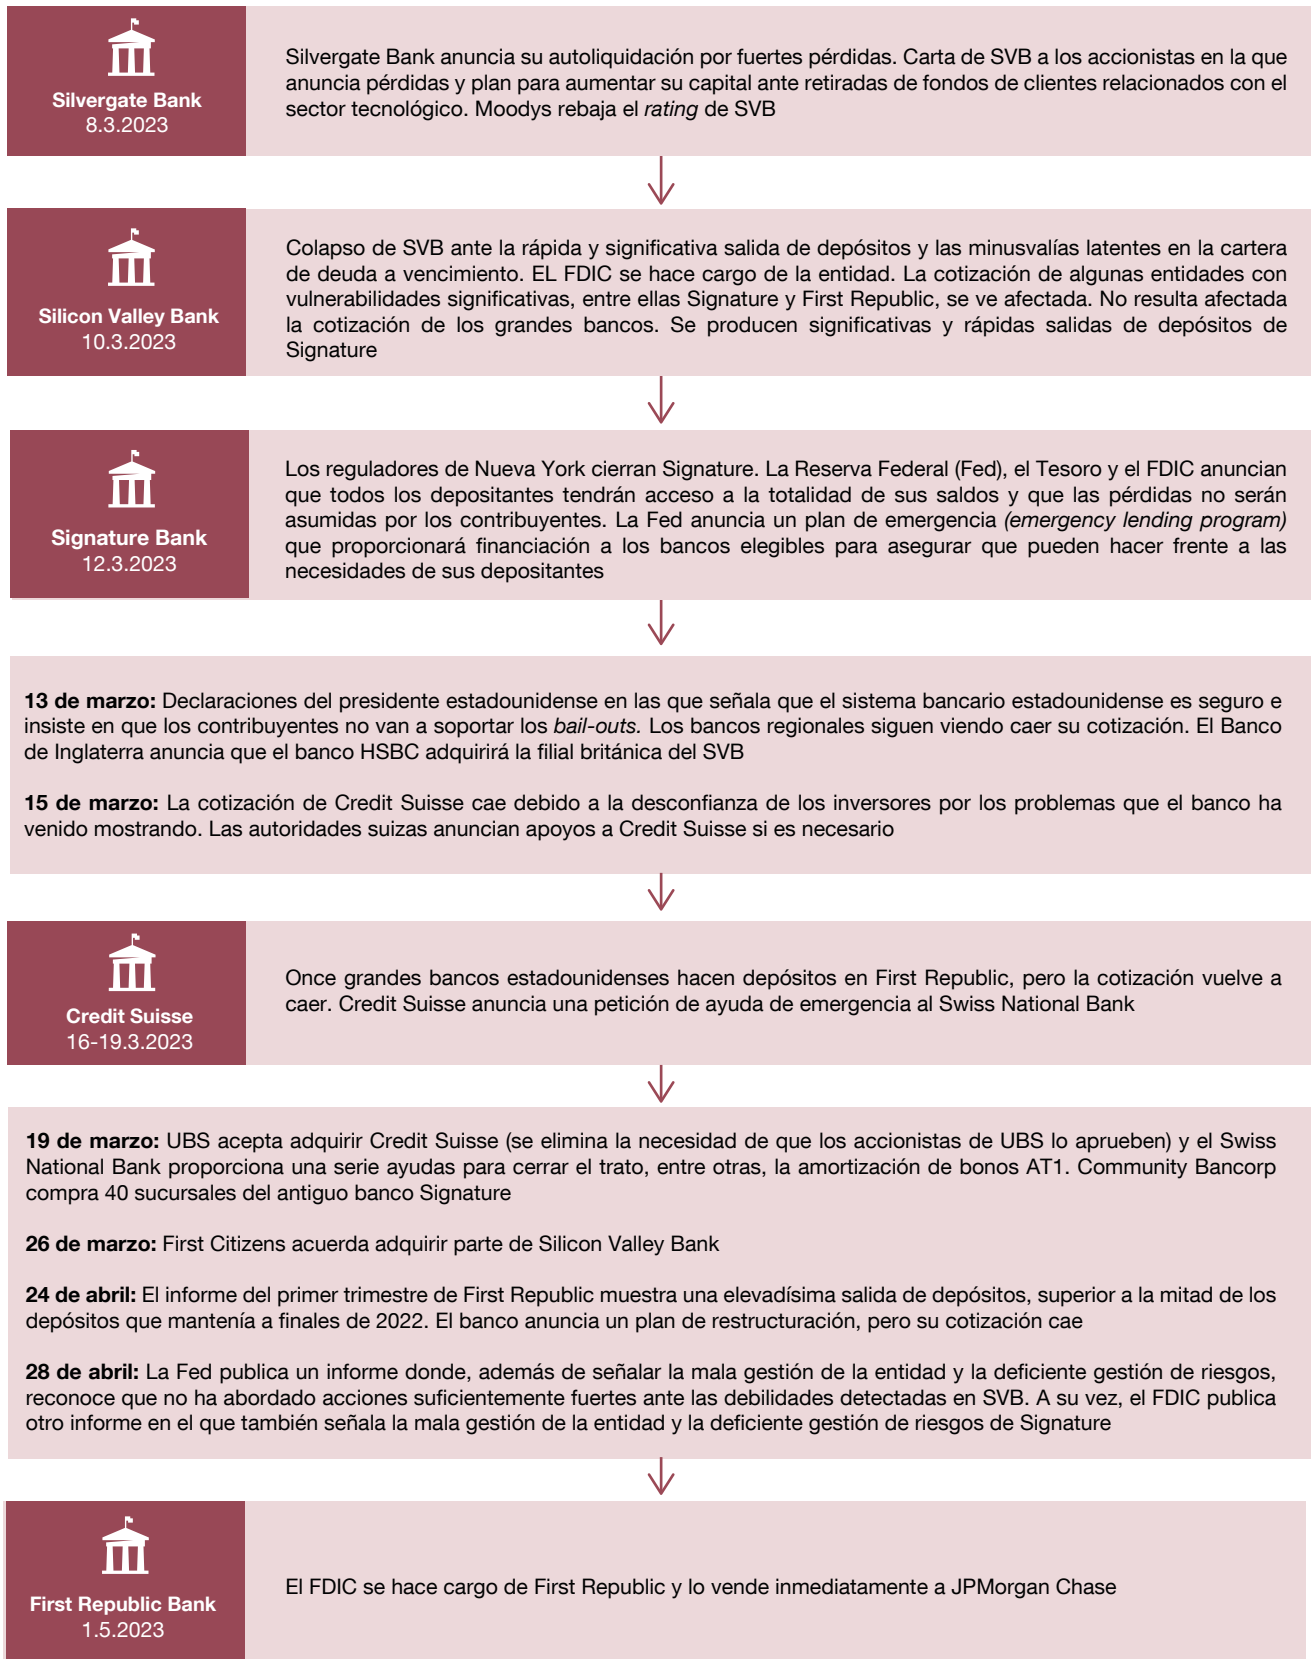 Silvergate Bank
8.3.2023
Silvergate Bank anuncia su autoliquidación por fuertes pérdidas. Carta de SVB a los accionistas en la que
anuncia pérdidas y plan para aumentar su capital ante retiradas de fondos de clientes relacionados con el
sector tecnológico. Moodys rebaja el rating de SVB
Silicon Valley Bank
10.3.2023
Colapso de SVB ante la rápida y significativa salida de depósitos y las minusvalías latentes en la cartera
de deuda a vencimiento. EL FDIC se hace cargo de la entidad. La cotización de algunas entidades con
vulnerabilidades significativas, entre ellas Signature y First Republic, se ve afectada. No resulta afectada
la cotización de los grandes bancos. Se producen significativas y rápidas salidas de depósitos de
Signature
Signature Bank
12.3.2023
Los reguladores de Nueva York cierran Signature. La Reserva Federal (Fed), el Tesoro y el FDIC anuncian
que todos los depositantes tendrán acceso a la totalidad de sus saldos y que las pérdidas no serán
asumidas por los contribuyentes. La Fed anuncia un plan de emergencia (emergency lending program)
que proporcionará financiación a los bancos elegibles para asegurar que pueden hacer frente a las
necesidades de sus depositantes
13 de marzo: Declaraciones del presidente estadounidense en las que señala que el sistema bancario estadounidense es seguro e
insiste en que los contribuyentes no van a soportar los bail-outs. Los bancos regionales siguen viendo caer su cotización. El Banco
de Inglaterra anuncia que el banco HSBC adquirirá la filial británica del SVB
15 de marzo: La cotización de Credit Suisse cae debido a la desconfianza de los inversores por los problemas que el banco ha
venido mostrando. Las autoridades suizas anuncian apoyos a Credit Suisse si es necesario
Credit Suisse
16-19.3.2023
Once grandes bancos estadounidenses hacen depósitos en First Republic, pero la cotización vuelve a
caer. Credit Suisse anuncia una petición de ayuda de emergencia al Swiss National Bank
19 de marzo: UBS acepta adquirir Credit Suisse (se elimina la necesidad de que los accionistas de UBS lo aprueben) y el Swiss
National Bank proporciona una serie ayudas para cerrar el trato, entre otras, la amortización de bonos AT1. Community Bancorp
compra 40 sucursales del antiguo banco Signature
26 de marzo: First Citizens acuerda adquirir parte de Silicon Valley Bank
24 de abril: El informe del primer trimestre de First Republic muestra una elevadísima salida de depósitos, superior a la mitad de los
depósitos que mantenía a finales de 2022. El banco anuncia un plan de restructuración, pero su cotización cae
28 de abril: La Fed publica un informe donde, además de señalar la mala gestión de la entidad y la deficiente gestión de riesgos,
reconoce que no ha abordado acciones suficientemente fuertes ante las debilidades detectadas en SVB. A su vez, el FDIC publica
otro informe en el que también señala la mala gestión de la entidad y la deficiente gestión de riesgos de Signature
First Republic Bank
1.5.2023
El FDIC se hace cargo de First Republic y lo vende inmediatamente a JPMorgan Chase